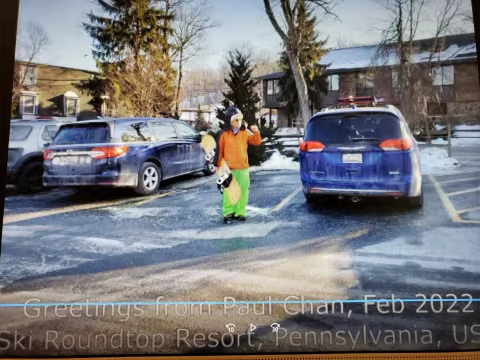 Greetings from Paul Chan, Feb 2022
Ski Roundtop Resort, Pennsylvania, US